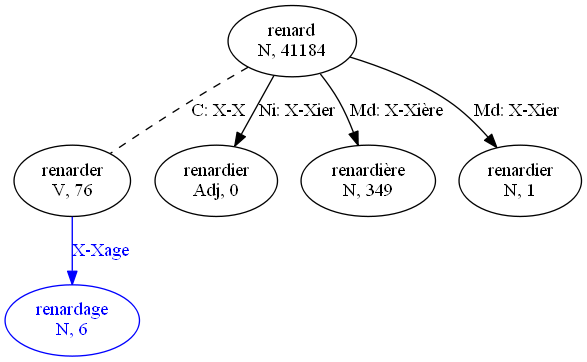 renard
N, 41184
C: X-X
Ni: X-Xier
Md: X-Xière
Md: X-Xier
renarder
V, 76
renardier
Adj, 0
renardière
N, 349
renardier
N, 1
X-Xage
renardage
N, 6